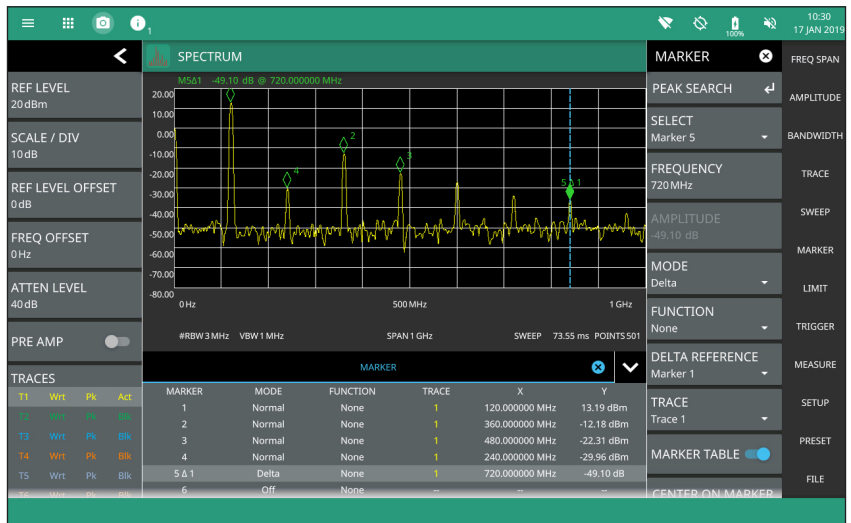 1
100%
10:30
17 JAN 2019
SPECTRUM
MARKER
FREQ SPAN
AMPLITUDE
BANDWIDTH
TRACE
SWEEP
MARKER
LIMIT
TRIGGER
MEASURE
SETUP
PRESET
FILE
REF LEVEL
20 dBm
SCALE / DIV
10 dB
REF LEVEL OFFSET
0 dB
FREQ OFFSET
0 Hz
ATTEN LEVEL
40 dB
PRE AMP
TRACES
T1 Wrt Pk Act
T2 Wrt Pk Blk
T3 Wrt Pk Blk
T4 Wrt Pk Blk
T5 Wrt Pk Blk
T6 Wrt Pk Blk
M5Δ1 -49.10 dB @ 720.000000 MHz
20.00
10.00
0.00
-10.00
-20.00
-30.00
-40.00
-50.00
-60.00
-70.00
-80.00
2
3
4
5 Δ 1
0 Hz 500 MHz 1 GHz
#RBW 3 MHz VBW 1 MHz SPAN 1 GHz SWEEP 73.55 ms POINTS 501
MARKER
MARKER MODE FUNCTION TRACE X Y
1 Normal None 1 120.000000 MHz 13.19 dBm
2 Normal None 1 360.000000 MHz -12.18 dBm
3 Normal None 1 480.000000 MHz -22.31 dBm
4 Normal None 1 240.000000 MHz -29.96 dBm
5 Δ 1 Delta None 1 720.000000 MHz -49.10 dB
6 Off None -- -- --
PEAK SEARCH
SELECT
Marker 5
FREQUENCY
720 MHz
AMPLITUDE
-49.10 dB
MODE
Delta
FUNCTION
None
DELTA REFERENCE
Marker 1
TRACE
Trace 1
MARKER TABLE
CENTER ON MARKER